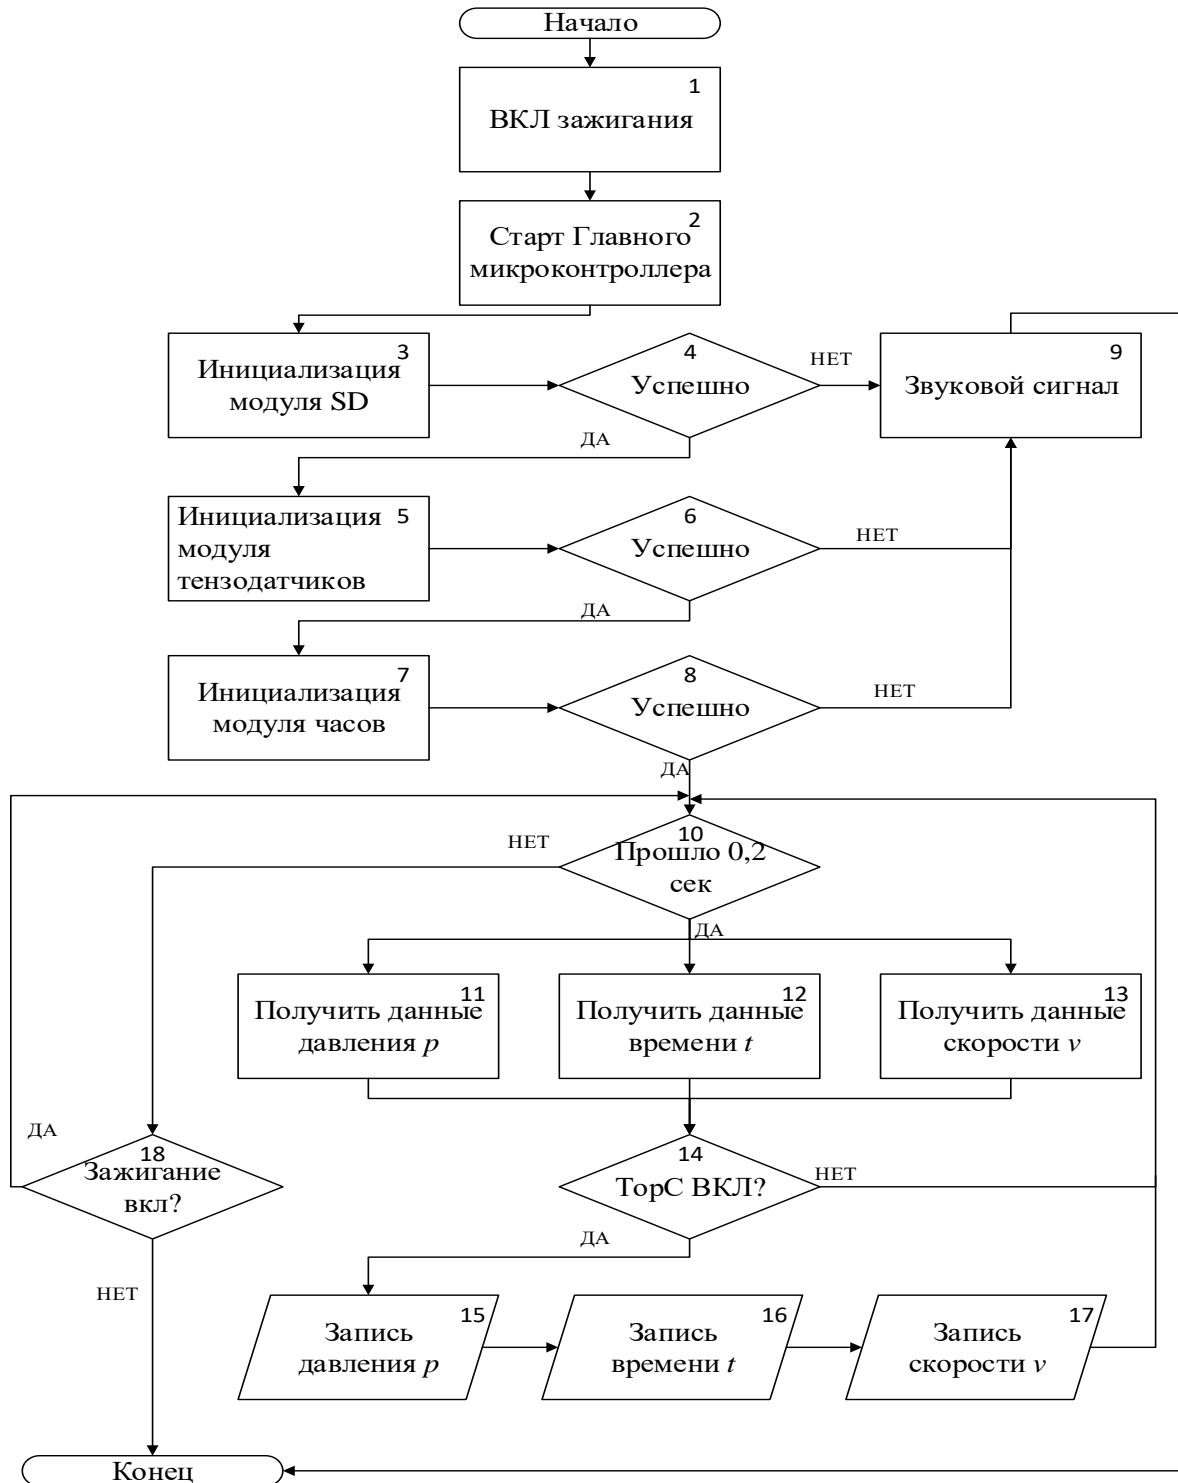 Начало
1
ВКЛ зажигания
2
Старт Главного
микроконтроллера
3
Инициализация
модуля SD
4
Успешно
НЕТ
9
Звуковой сигнал
ДА
Инициализация 5
модуля
тензодатчиков
6
Успешно
НЕТ
ДА
7
Инициализация
модуля часов
8
Успешно
НЕТ
ДА
10
Прошло 0,2
сек
НЕТ
ДА
11
Получить данные
давления p
12
Получить данные
времени t
13
Получить данные
скорости v
ДА
18
Зажигание
вкл?
14
ТорС ВКЛ?
НЕТ
ДА
НЕТ
15
Запись
давления p
16
Запись
времени t
17
Запись
скорости v
Конец